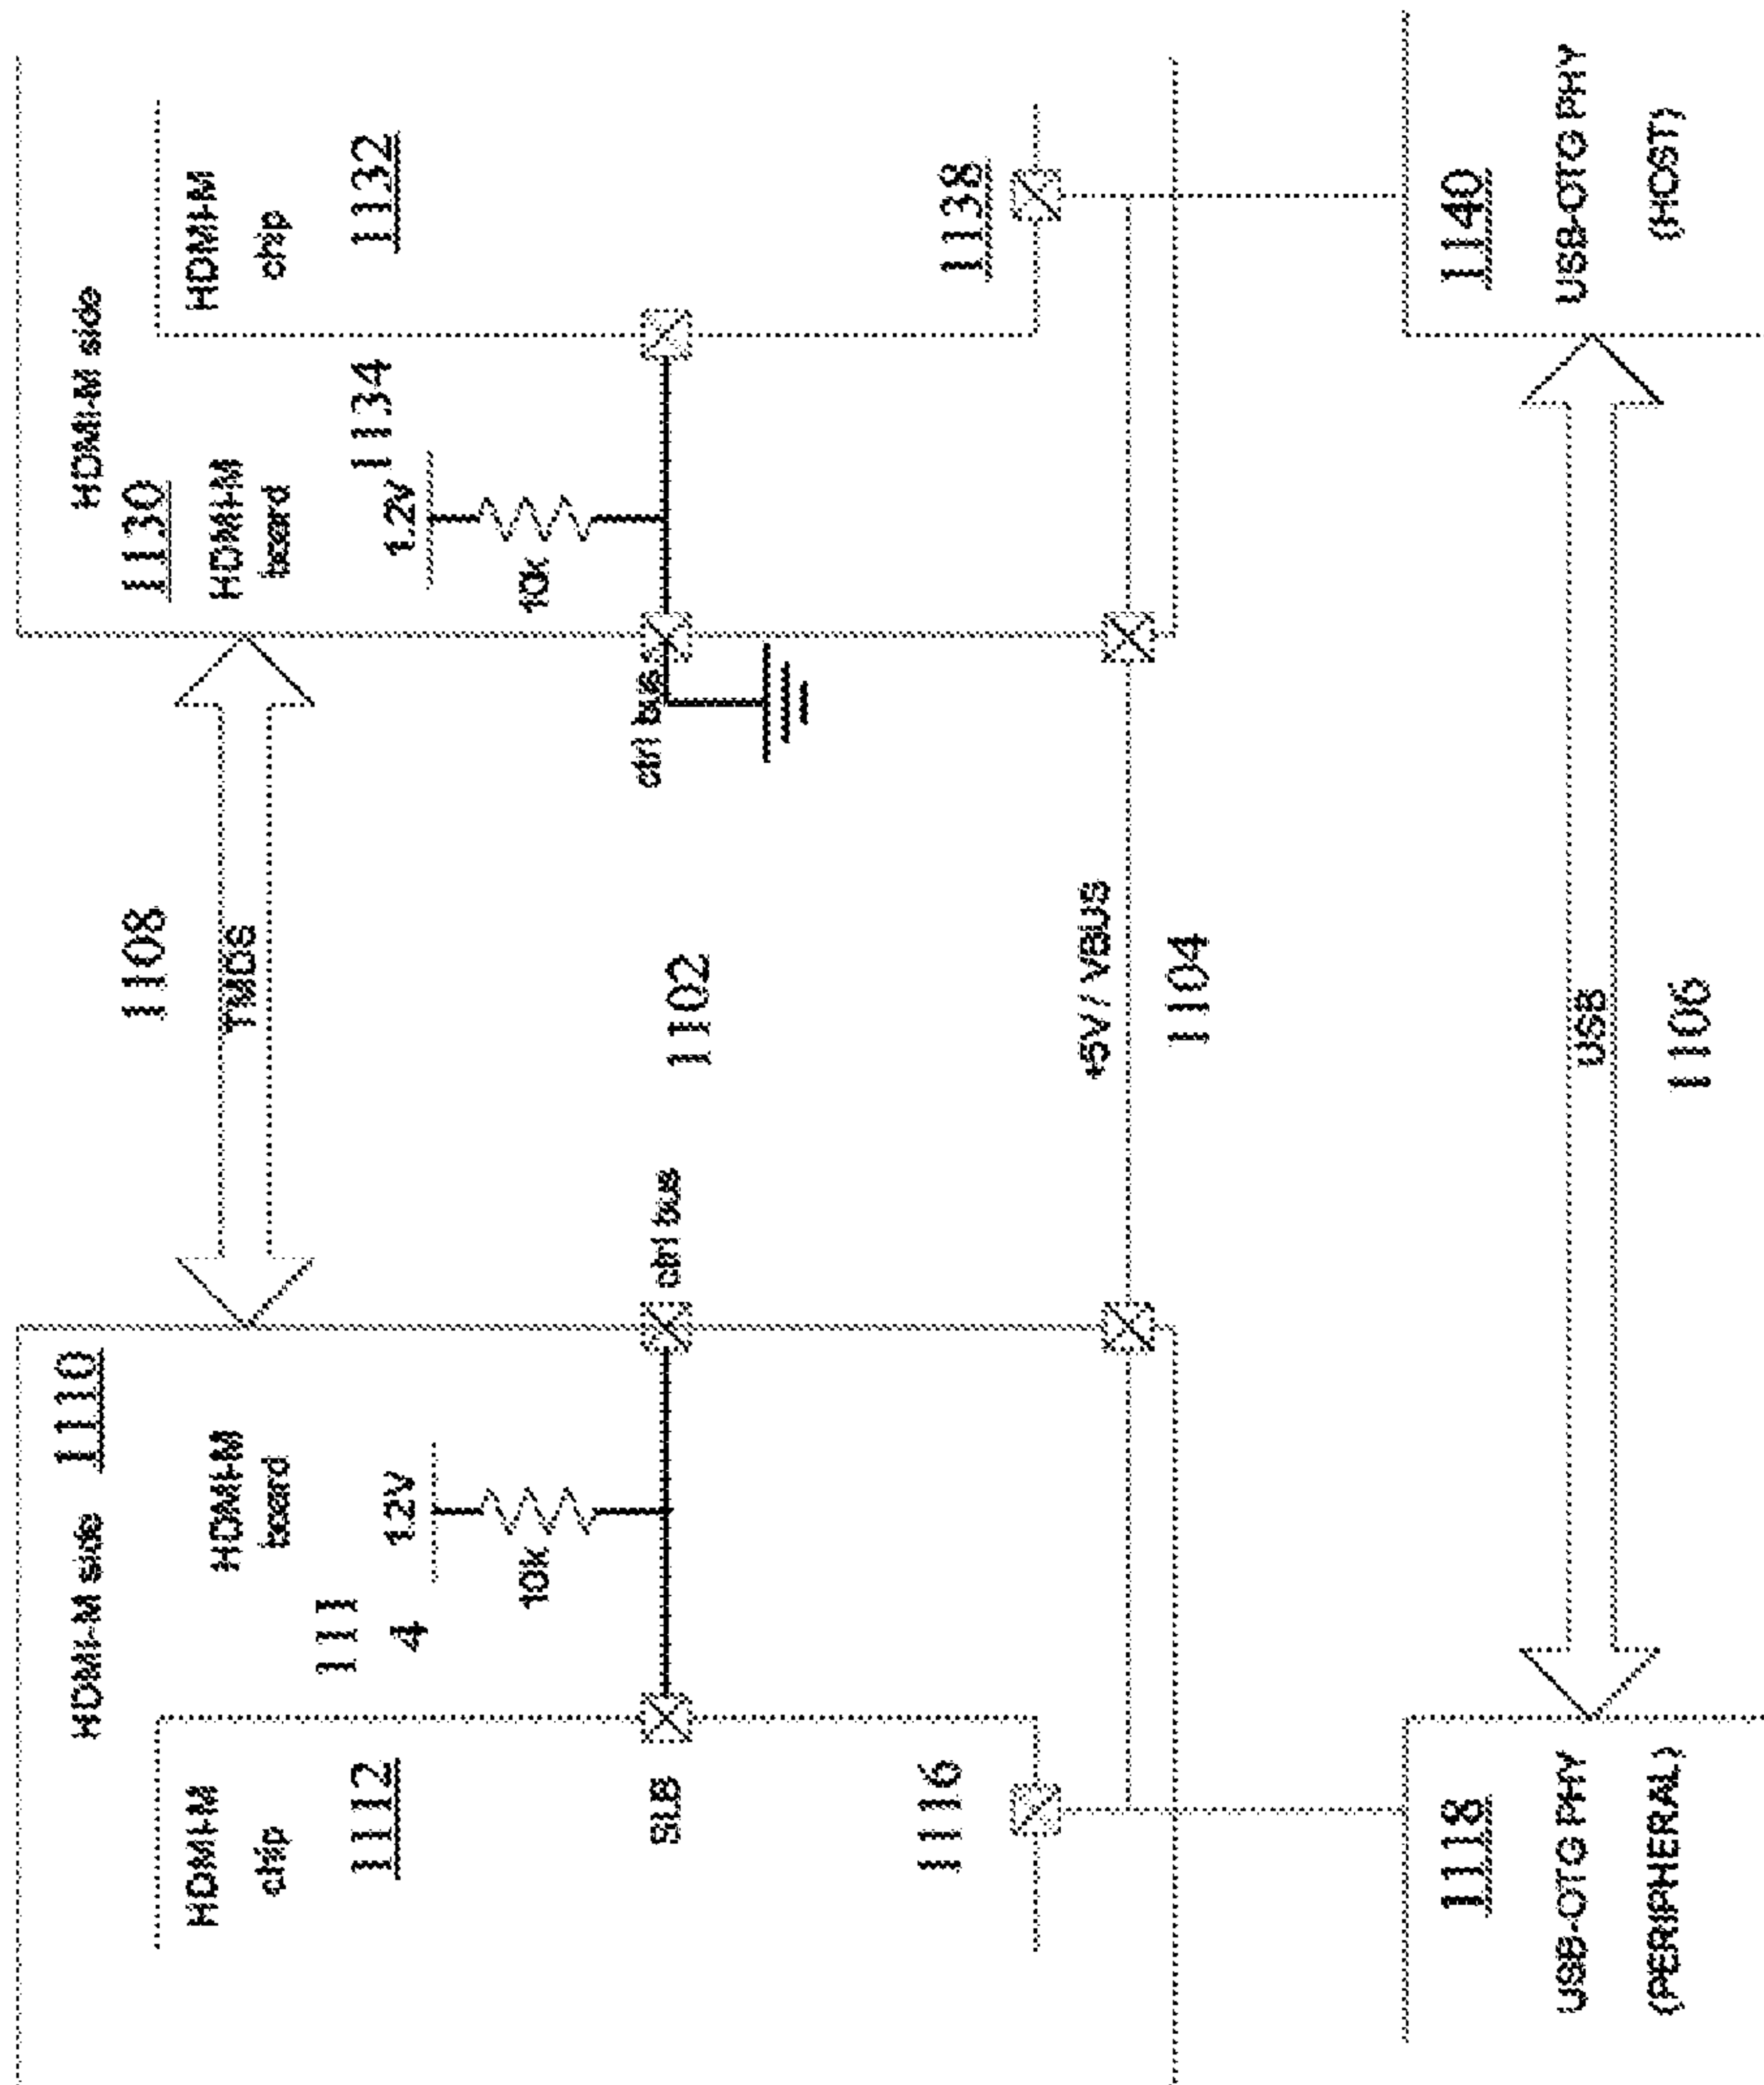 HDMI-M side 1110
HDMI-M
chip
1112
HDMI-M
board
111
4
1.2V
10k
SLB
ctrl bus
1116
1118
USB-OTG PHY
(PERIPHERAL)
1108
TMDS
1102
+5V / VBUS
1104
USB
1106
HDMI-M side
1130
HDMI-M
board
1134
1.2V
10k
ctrl bus
HDMI-M
chip
1132
1138
1140
USB-OTG PHY
(HOST)